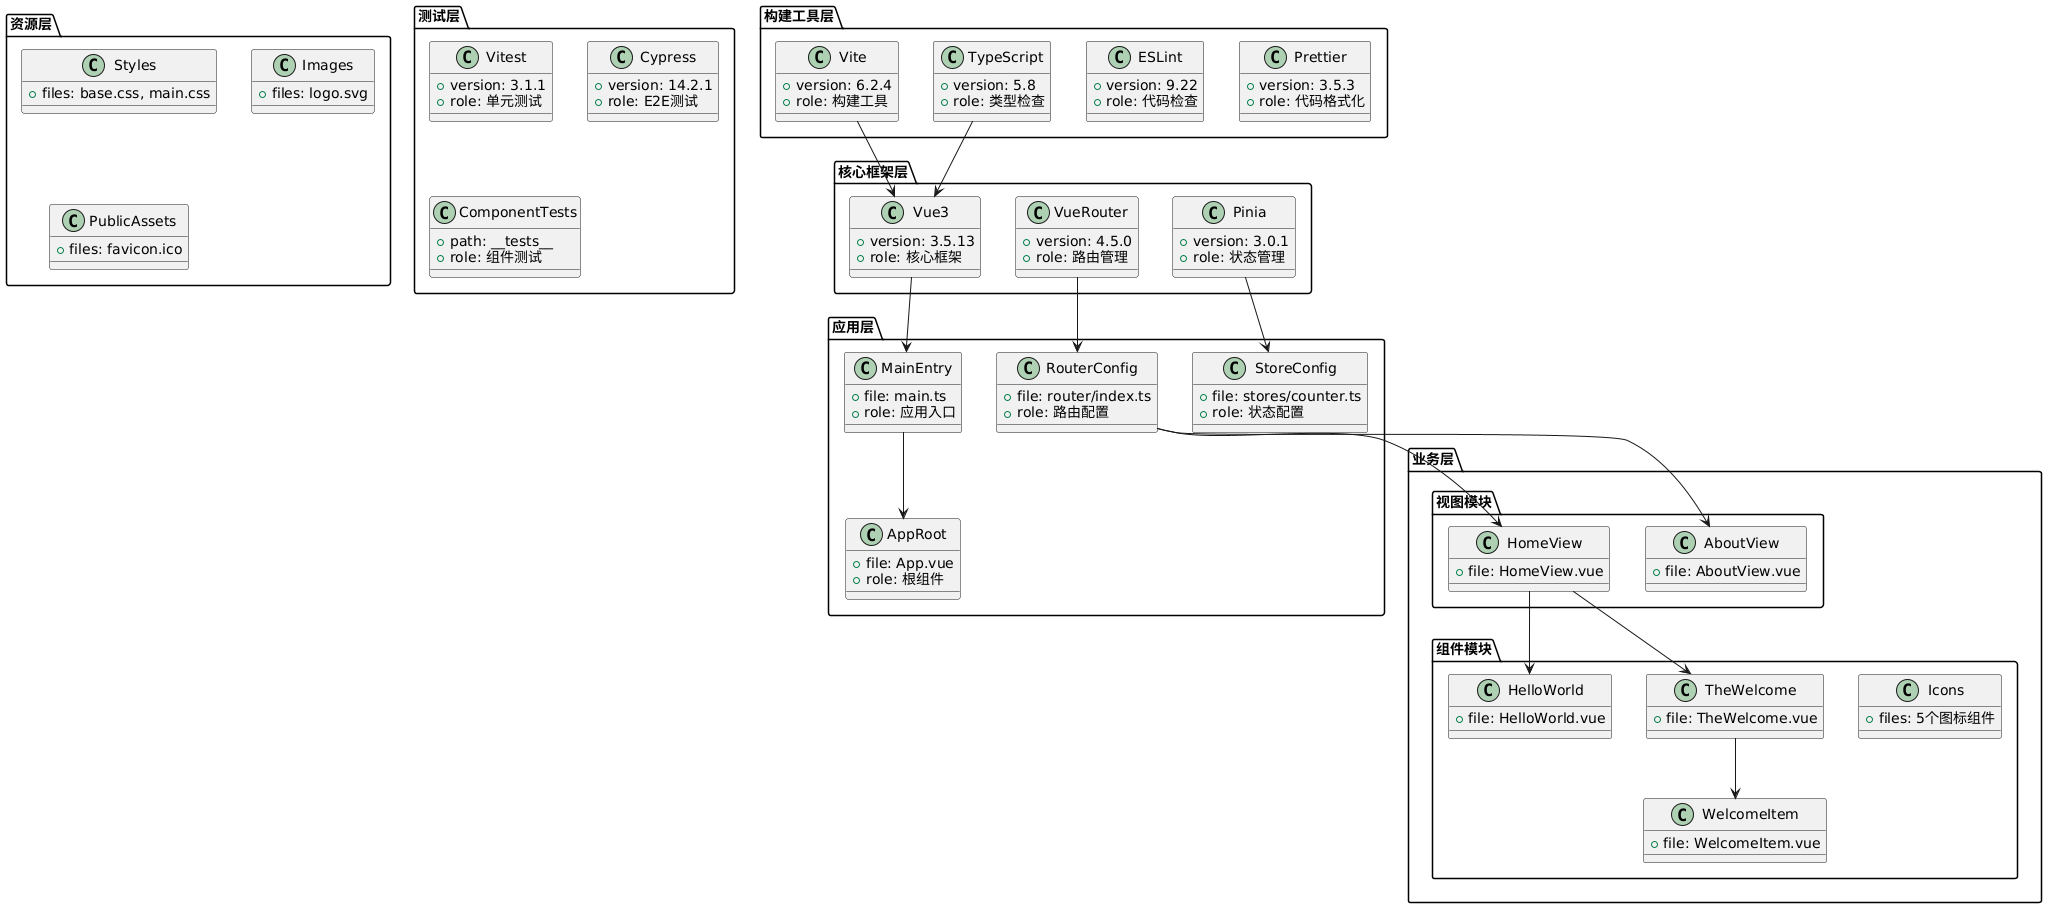 资源层
C Styles
files: base.css, main.css
C Images
files: logo.svg
C PublicAssets
files: favicon.ico
测试层
C Vitest
version: 3.1.1
role: 单元测试
C Cypress
version: 14.2.1
role: E2E测试
C ComponentTests
path: __tests__
role: 组件测试
构建工具层
C Vite
version: 6.2.4
role: 构建工具
C TypeScript
version: 5.8
role: 类型检查
C ESLint
version: 9.22
role: 代码检查
C Prettier
version: 3.5.3
role: 代码格式化
核心框架层
C Vue3
version: 3.5.13
role: 核心框架
C VueRouter
version: 4.5.0
role: 路由管理
C Pinia
version: 3.0.1
role: 状态管理
应用层
C MainEntry
file: main.ts
role: 应用入口
C RouterConfig
file: router/index.ts
role: 路由配置
C StoreConfig
file: stores/counter.ts
role: 状态配置
C AppRoot
file: App.vue
role: 根组件
业务层
视图模块
C HomeView
file: HomeView.vue
C AboutView
file: AboutView.vue
组件模块
C HelloWorld
file: HelloWorld.vue
C TheWelcome
file: TheWelcome.vue
C Icons
files: 5个图标组件
C WelcomeItem
file: WelcomeItem.vue